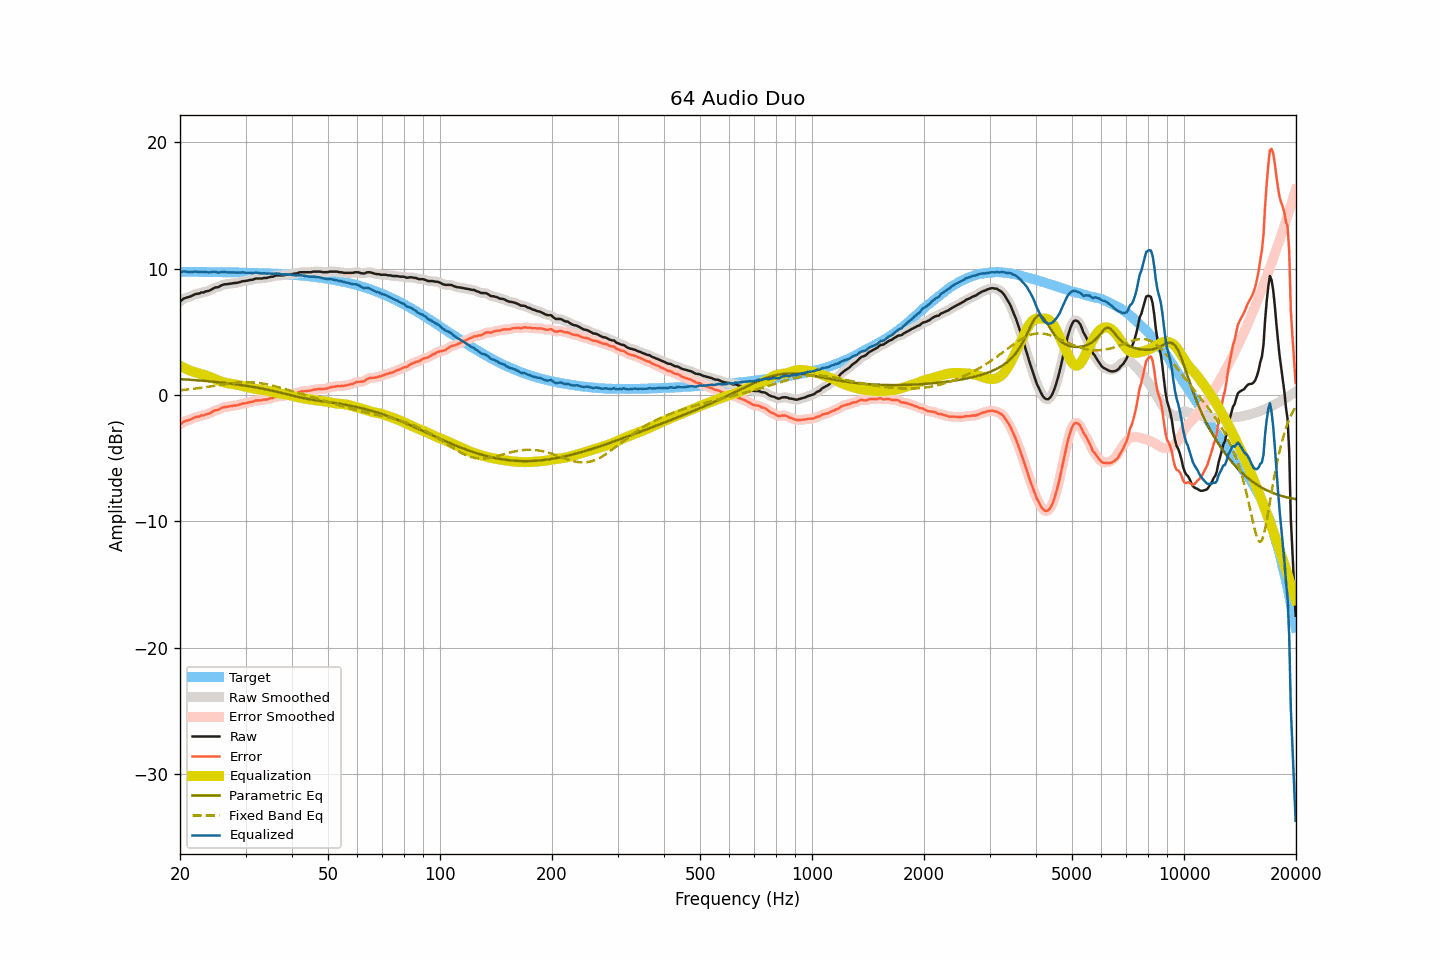 64 Audio Duo
20
10
0
−10
−20
−30
Amplitude (dBr)
Target
Raw Smoothed
Error Smoothed
Raw
Error
Equalization
Parametric Eq
Fixed Band Eq
Equalized
20 50 100 200 500 1000 2000 5000 10000 20000
Frequency (Hz)